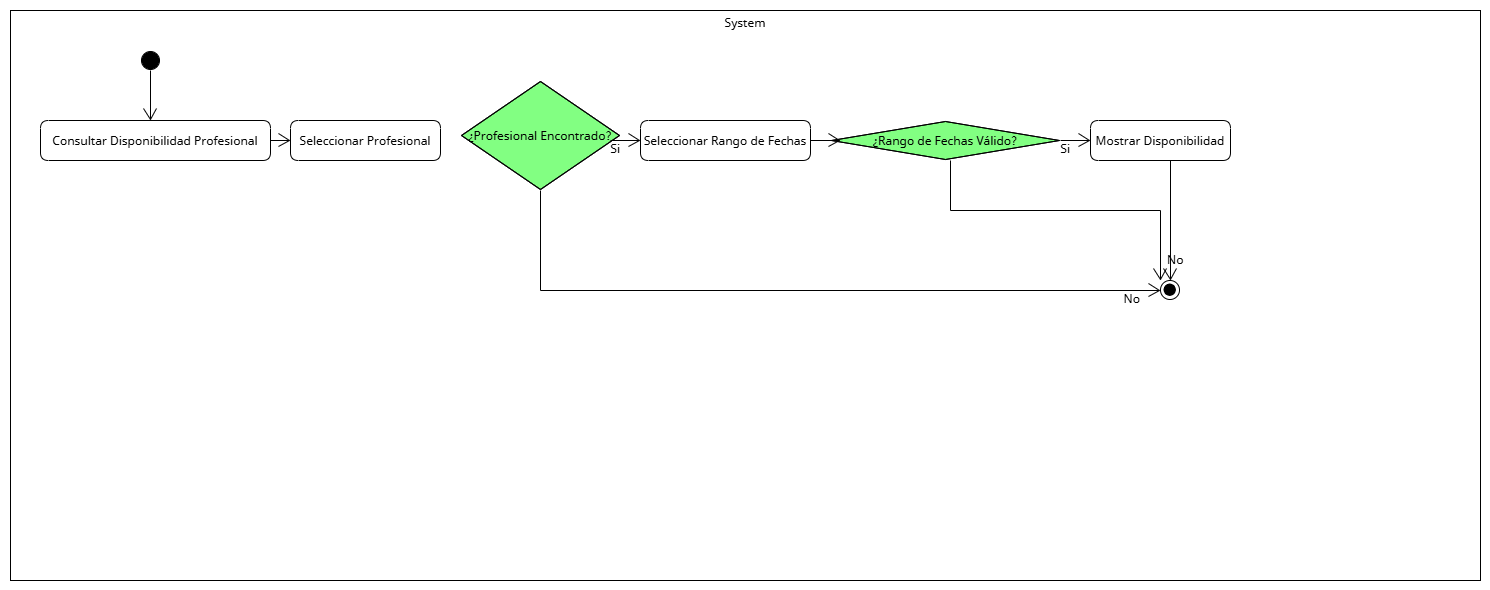 System
Consultar Disponibilidad Profesional
Seleccionar Profesional
¿Profesional Encontrado?
Si
Seleccionar Rango de Fechas
¿Rango de Fechas Válido?
Si
Mostrar Disponibilidad
No
No